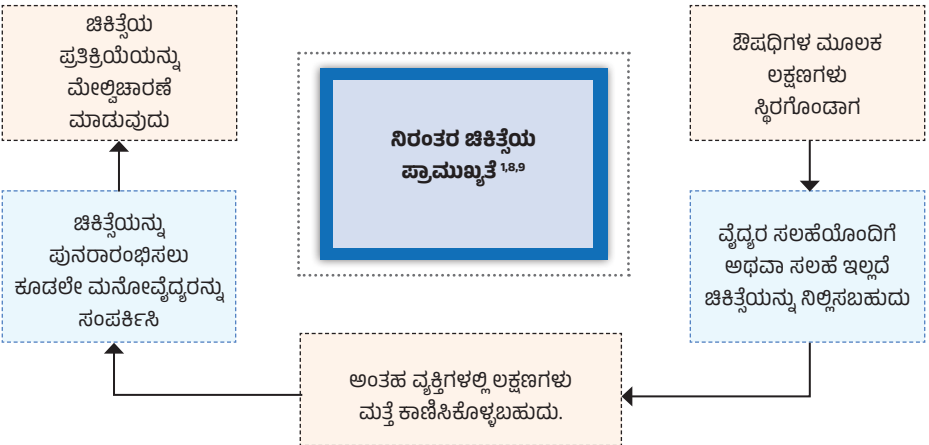 ಚಿಕಿತ್ಸೆಯ
ಪ್ರತಿಕ್ರಿಯೆಯನ್ನು
ಮೇಲ್ವಿಚಾರಣೆ
ಮಾಡುವುದು
ನಿರಂತರ ಚಿಕಿತ್ಸೆಯ
ಪ್ರಾಮುಖ್ಯತೆ 1,8,9
ಔಷಧಿಗಳ ಮೂಲಕ
ಲಕ್ಷಣಗಳು
ಸ್ಥಿರಗೊಂಡಾಗ
ಚಿಕಿತ್ಸೆಯನ್ನು
ಪುನರಾರಂಭಿಸಲು
ಕೂಡಲೇ ಮನೋವೈದ್ಯರನ್ನು
ಸಂಪರ್ಕಿಸಿ
ವೈದ್ಯರ ಸಲಹೆಯೊಂದಿಗೆ
ಅಥವಾ ಸಲಹೆ ಇಲ್ಲದೆ
ಚಿಕಿತ್ಸೆಯನ್ನು ನಿಲ್ಲಿಸಬಹುದು
ಅಂತಹ ವ್ಯಕ್ತಿಗಳಲ್ಲಿ ಲಕ್ಷಣಗಳು
ಮತ್ತೆ ಕಾಣಿಸಿಕೊಳ್ಳಬಹುದು.